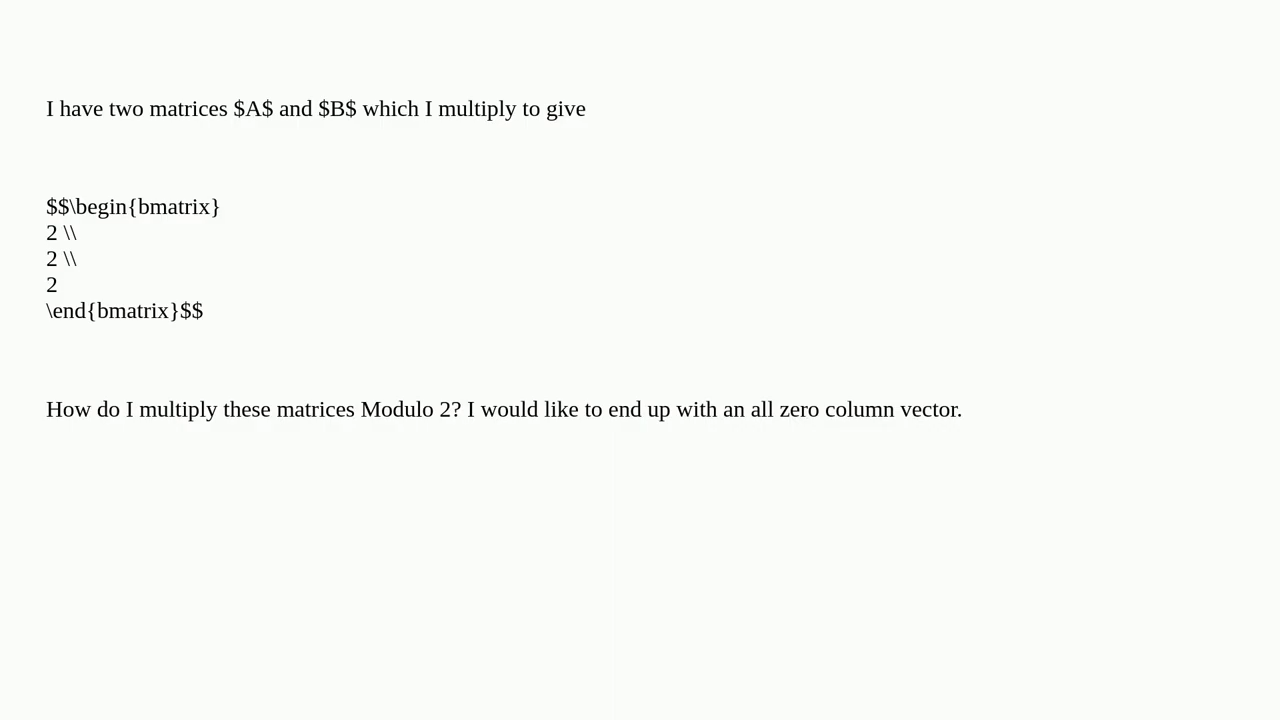 I have two matrices $A$ and $B$ which I multiply to give
$$\begin{bmatrix}
2 \\
2 \\
2
\end{bmatrix}$$
How do I multiply these matrices Modulo 2? I would like to end up with an all zero column vector.